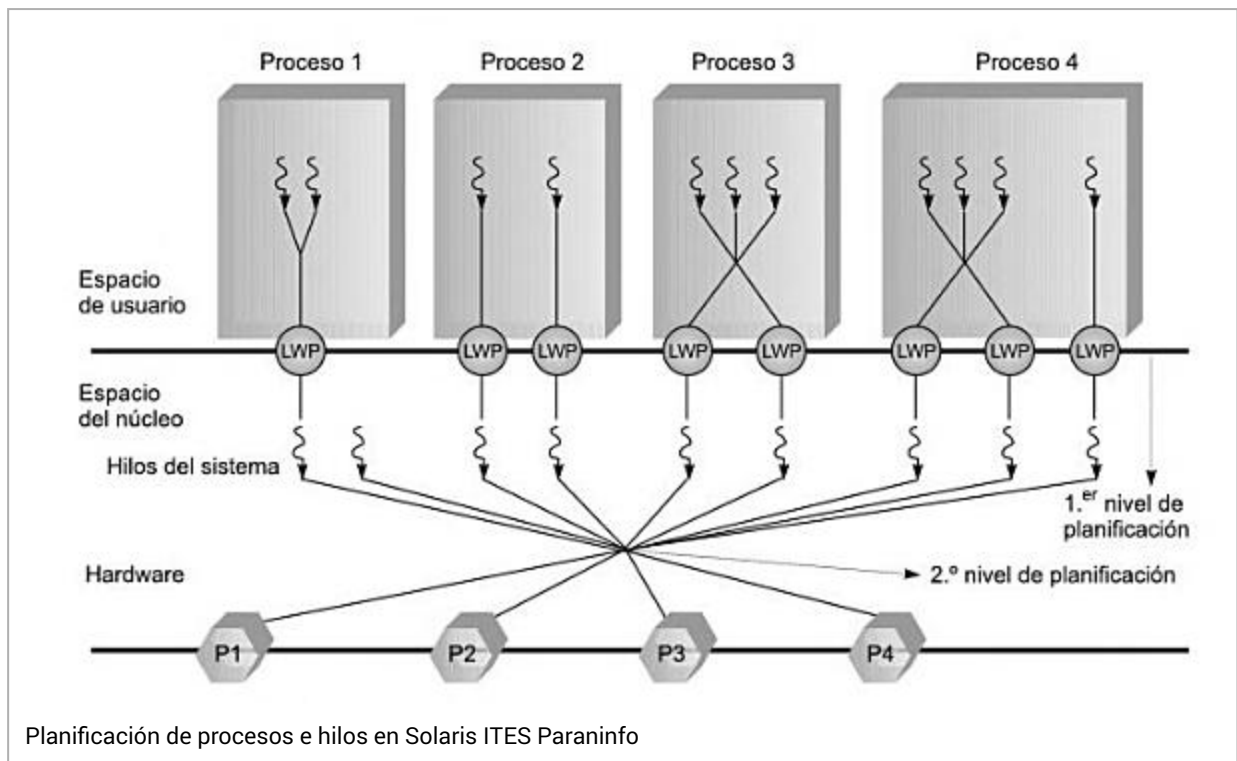 Proceso 1
Proceso 2
Proceso 3
Proceso 4
Espacio
de usuario
LWP
LWP
LWP
LWP
LWP
LWP
LWP
LWP
Espacio
del núcleo
Hilos del sistema
1.er nivel de
planificación
2.º nivel de planificación
Hardware
P1
P2
P3
P4
Planificación de procesos e hilos en Solaris ITES Paraninfo